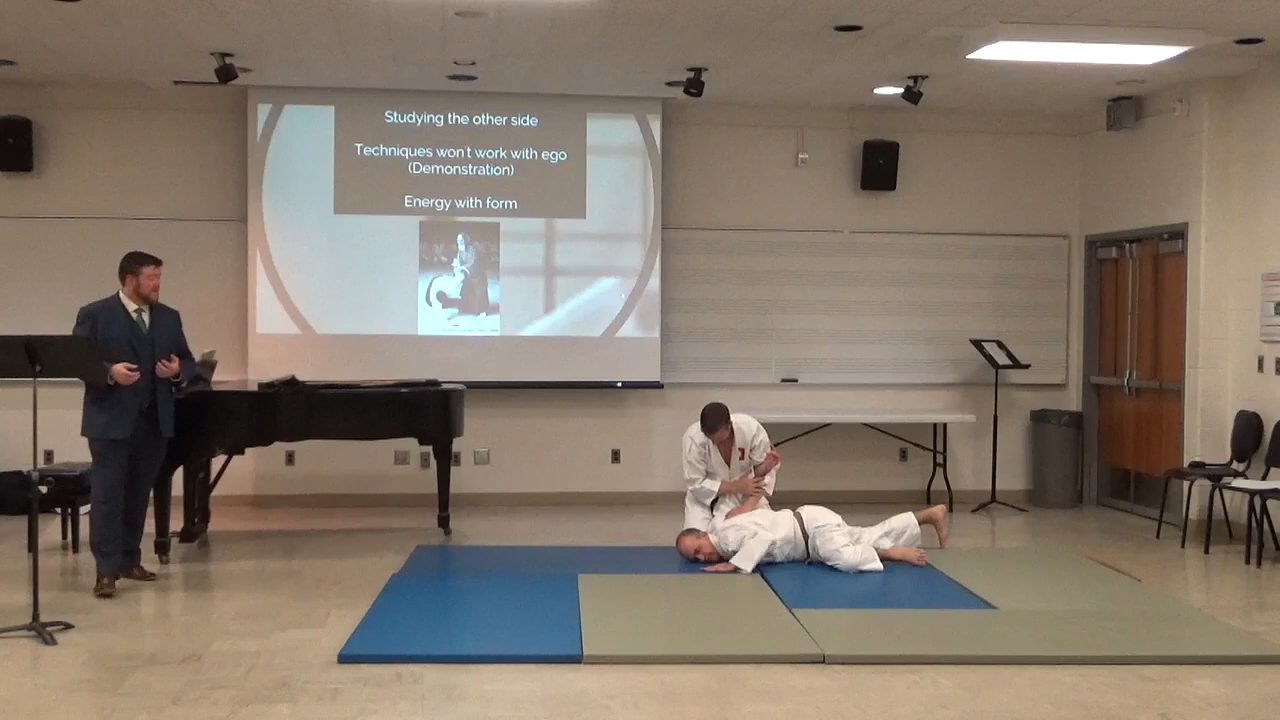 Studying the other side
Techniques won't work with ego
(Demonstration)
Energy with form